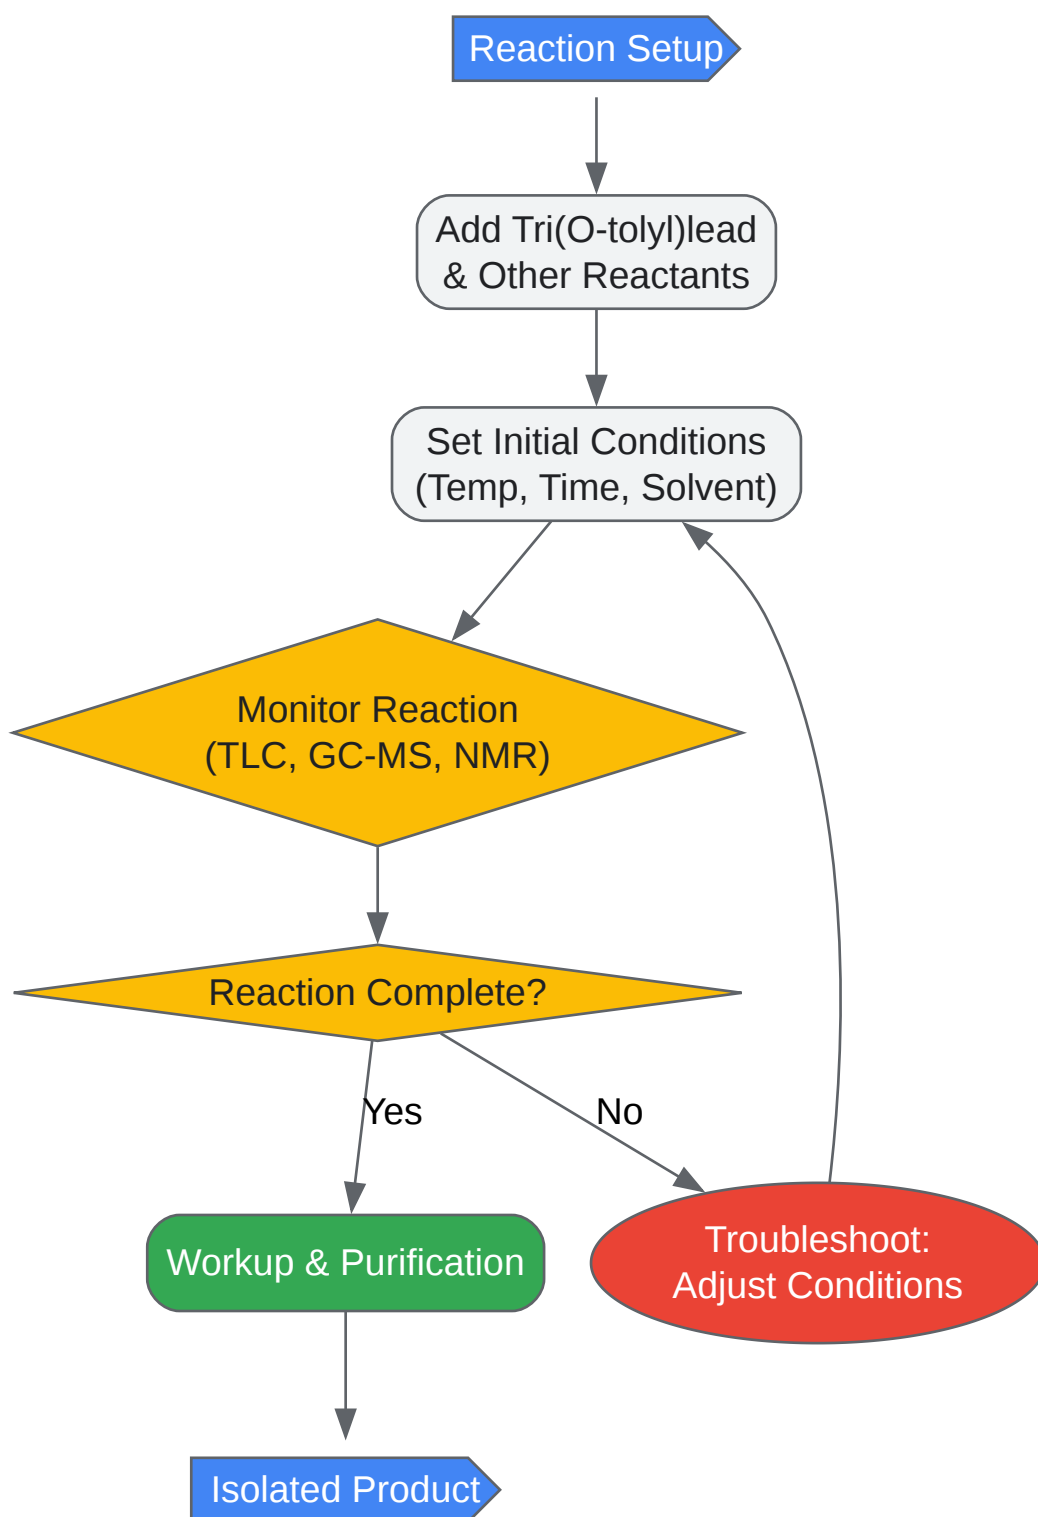 Reaction Setup
Add Tri(O-tolyl)lead
& Other Reactants
Set Initial Conditions
(Temp, Time, Solvent)
Monitor Reaction
(TLC, GC-MS, NMR)
Reaction Complete?
Yes
No
Workup & Purification
Troubleshoot:
Adjust Conditions
Isolated Product